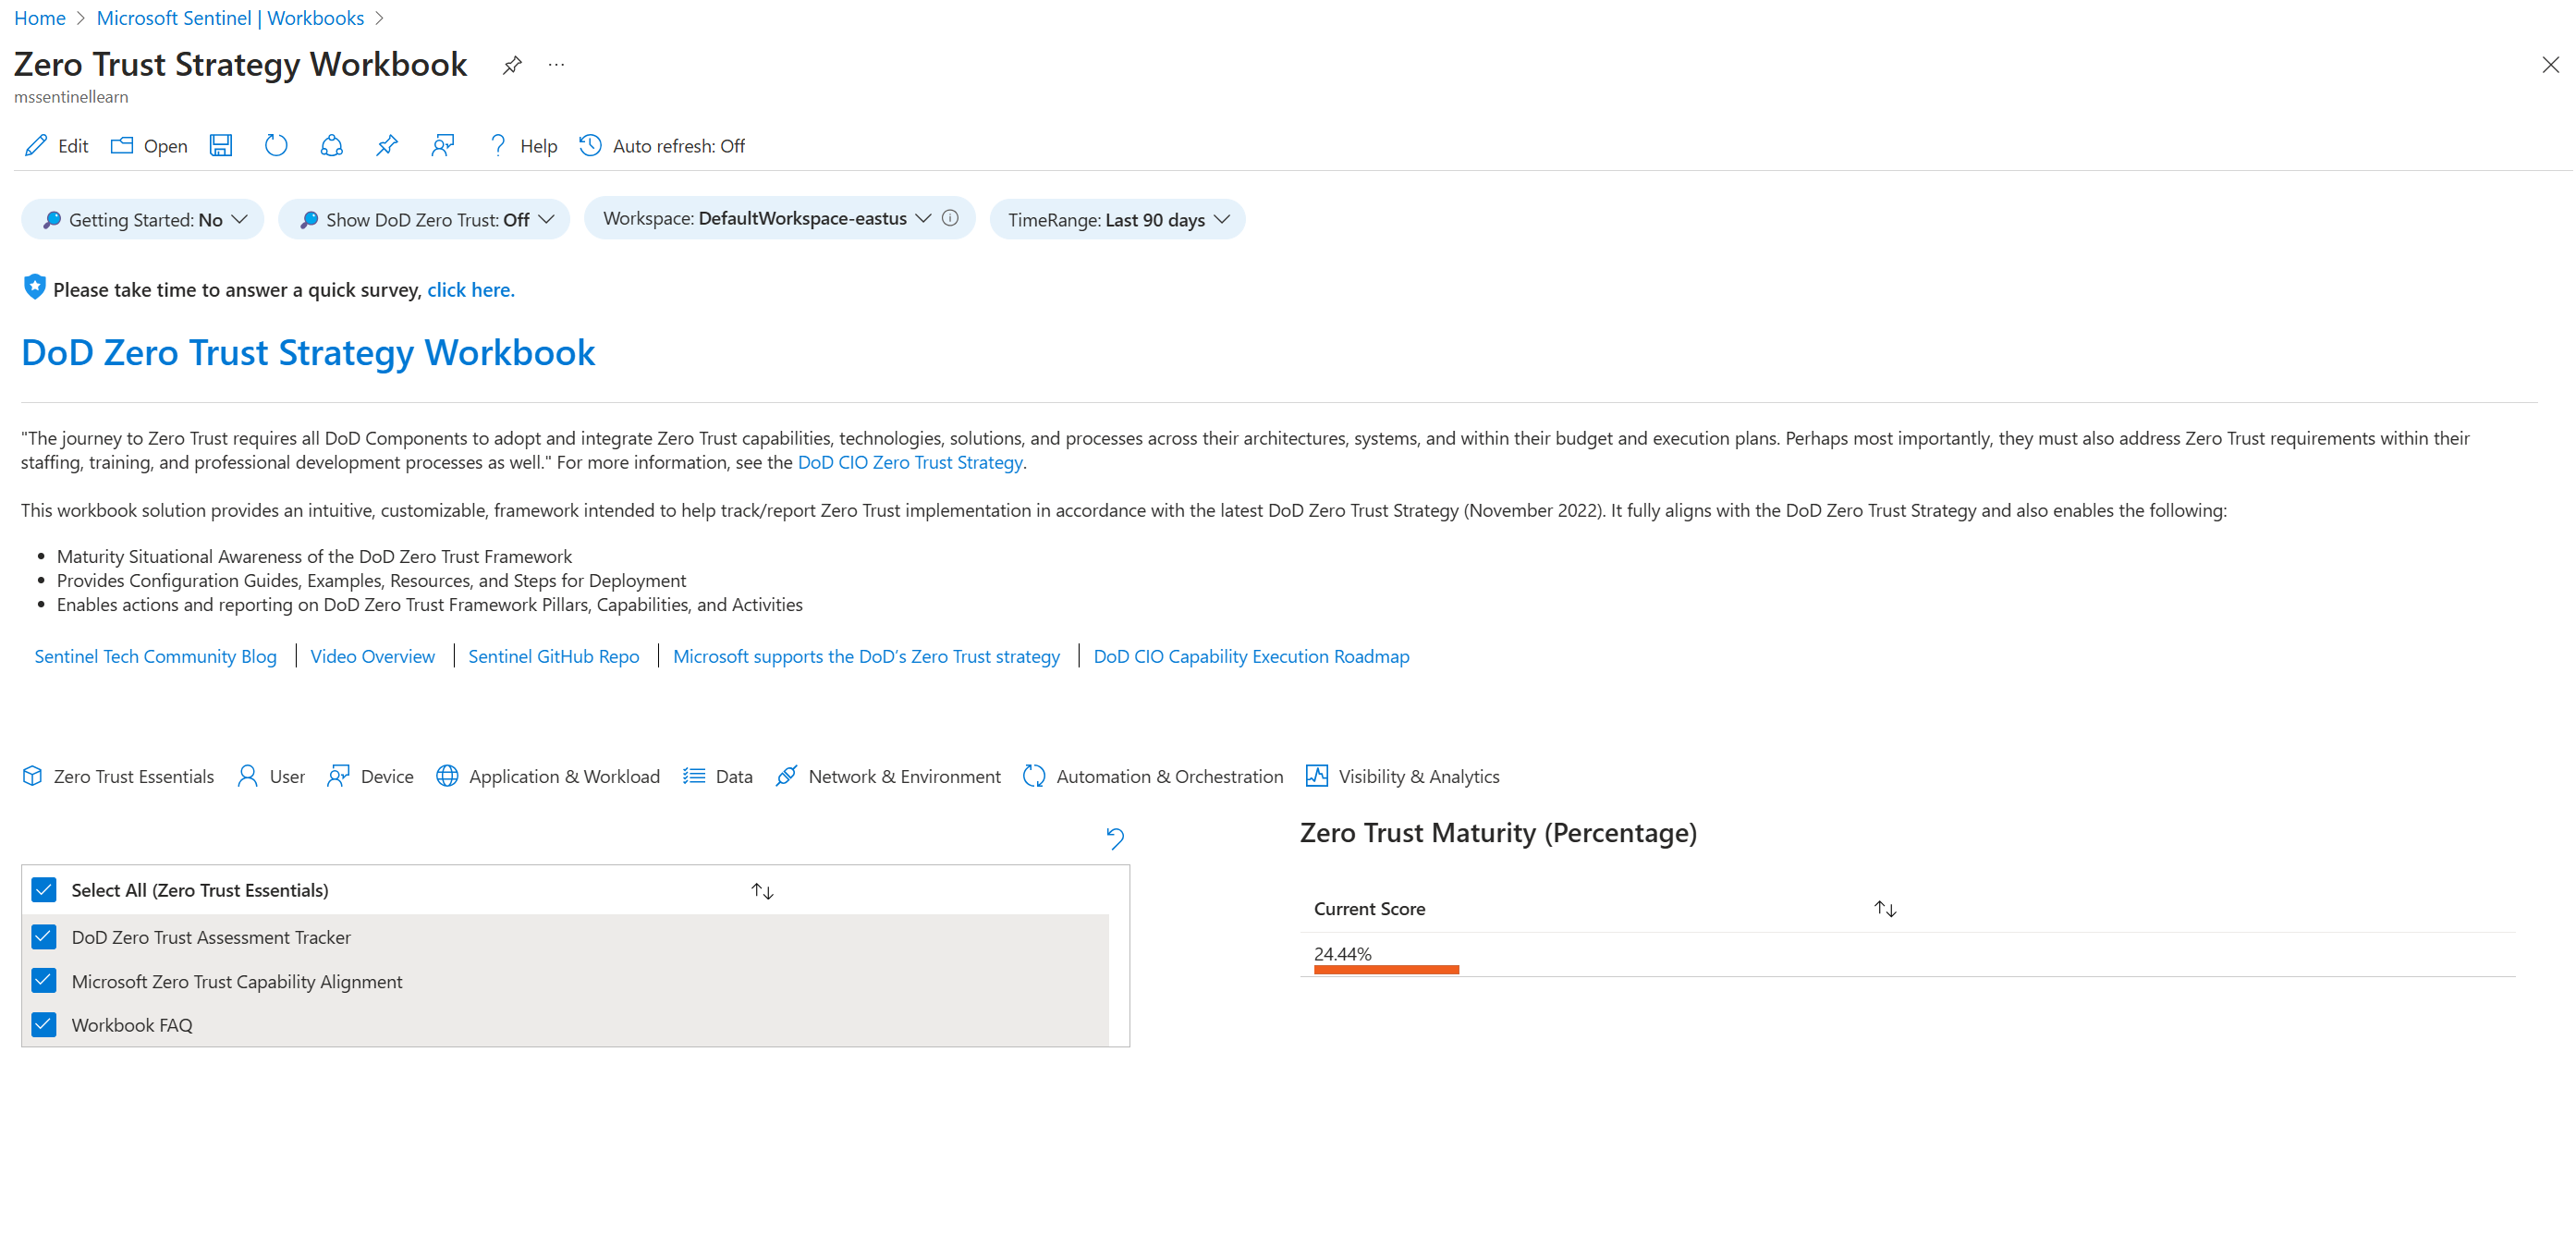 Home > Microsoft Sentinel | Workbooks >
Zero Trust Strategy Workbook ···
mssentinellearn
Edit Open Help Auto refresh: Off
Getting Started: No Show DoD Zero Trust: Off Workspace: DefaultWorkspace-eastus TimeRange: Last 90 days
Please take time to answer a quick survey, click here.
DoD Zero Trust Strategy Workbook
"The journey to Zero Trust requires all DoD Components to adopt and integrate Zero Trust capabilities, technologies, solutions, and processes across their architectures, systems, and within their budget and execution plans. Perhaps most importantly, they must also address Zero Trust requirements within their
staffing, training, and professional development processes as well." For more information, see the DoD CIO Zero Trust Strategy.
This workbook solution provides an intuitive, customizable, framework intended to help track/report Zero Trust implementation in accordance with the latest DoD Zero Trust Strategy (November 2022). It fully aligns with the DoD Zero Trust Strategy and also enables the following:
• Maturity Situational Awareness of the DoD Zero Trust Framework
• Provides Configuration Guides, Examples, Resources, and Steps for Deployment
• Enables actions and reporting on DoD Zero Trust Framework Pillars, Capabilities, and Activities
Sentinel Tech Community Blog | Video Overview | Sentinel GitHub Repo | Microsoft supports the DoD’s Zero Trust strategy | DoD CIO Capability Execution Roadmap
Zero Trust Essentials User Device Application & Workload Data Network & Environment Automation & Orchestration Visibility & Analytics
Select All (Zero Trust Essentials)
DoD Zero Trust Assessment Tracker
Microsoft Zero Trust Capability Alignment
Workbook FAQ
Zero Trust Maturity (Percentage)
Current Score
24.44%